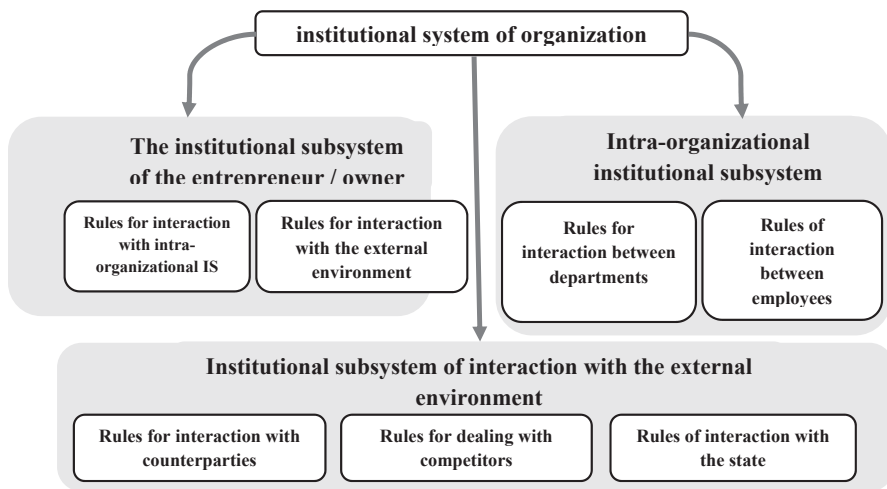 institutional system of organization
The institutional subsystem
of the entrepreneur / owner
Rules for interaction
with intra-
organizational IS
Rules for interaction
with the external
environment
Intra-organizational
institutional subsystem
Rules for
interaction between
departments
Rules of
interaction
between
employees
Institutional subsystem of interaction with the external
environment
Rules for interaction with
counterparties
Rules for dealing with
competitors
Rules of interaction with
the state